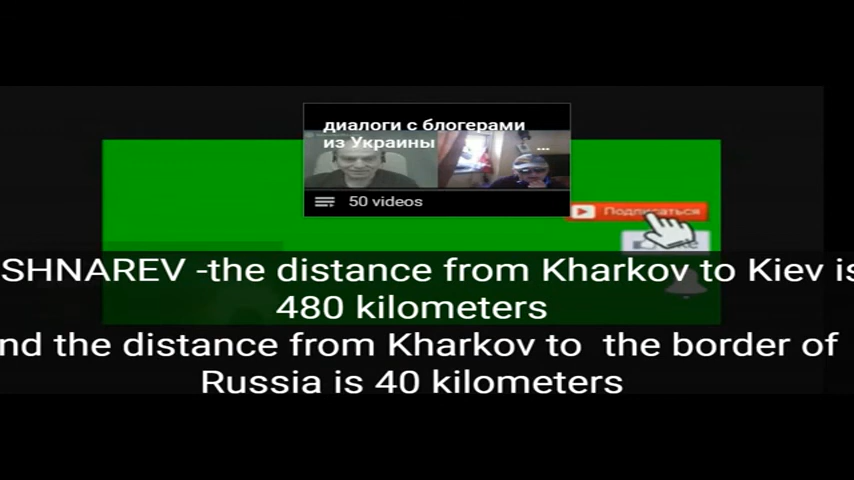 диалоги с блогерами
из Украины
...
50 videos
Подписаться
SHNAREV -the distance from Kharkov to Kiev is
480 kilometers
nd the distance from Kharkov to the border of
Russia is 40 kilometers